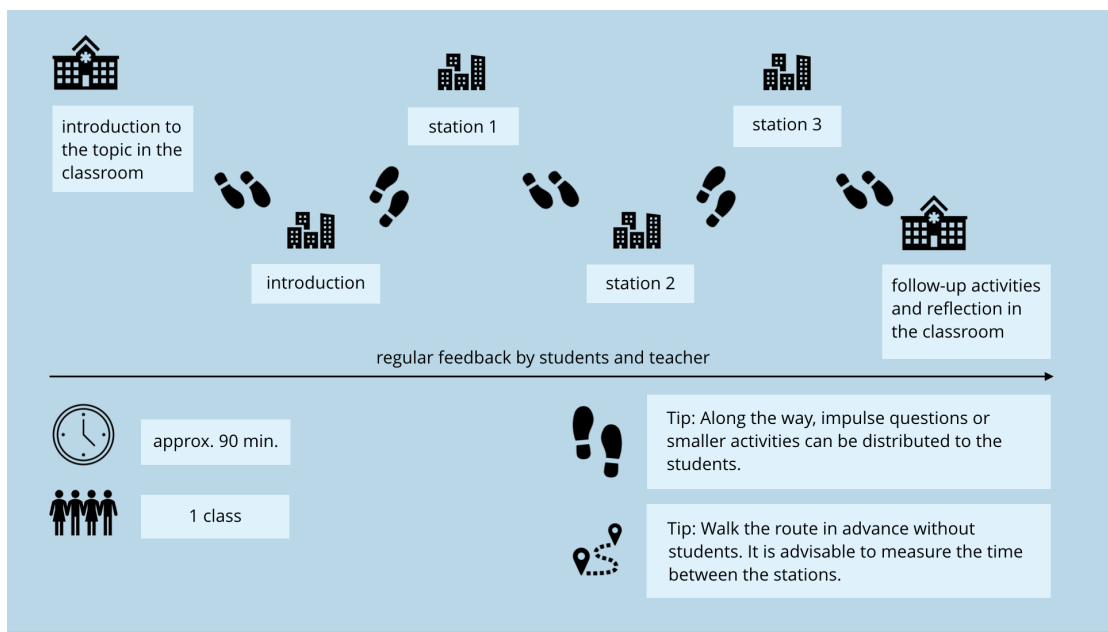 introduction to
the topic in the
classroom
station 1
station 3
introduction
station 2
follow-up activities
and reflection in
the classroom
regular feedback by students and teacher
approx. 90 min.
1 class
Tip: Along the way, impulse questions or
smaller activities can be distributed to the
students.
Tip: Walk the route in advance without
students. It is advisable to measure the time
between the stations.